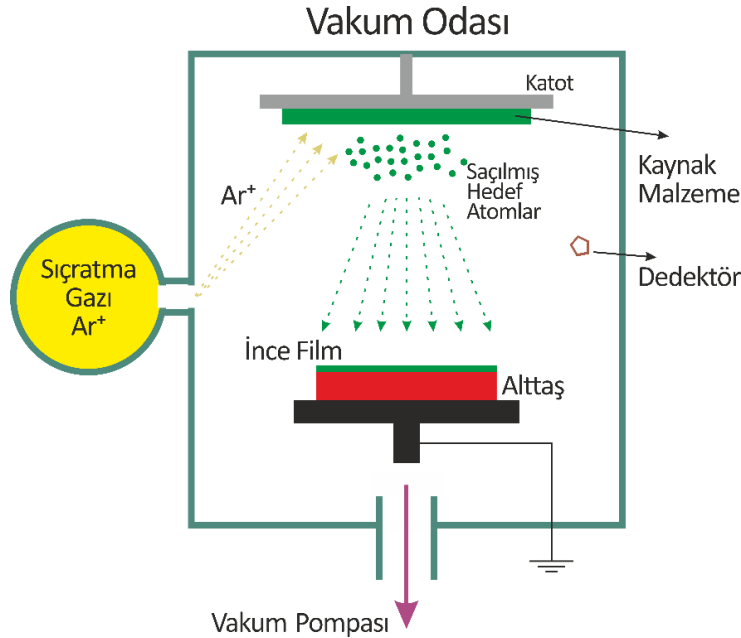 Vakum Odası
Katot
Kaynak
Malzeme
Saçılmış
Hedef
Atomlar
Ar⁺
Dedektör
Sıçratma
Gazı
Ar⁺
İnce Film
Alttaş
Vakum Pompası